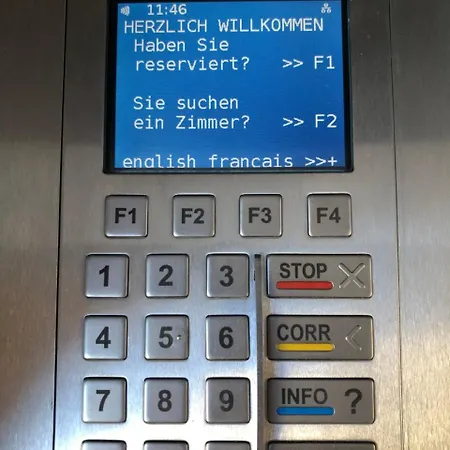 11:46
HERZLICH WILLKOMMEN
Haben Sie
reserviert? >> F1
Sie suchen
ein Zimmer? >> F2
english francais >>+
F1 F2 F3 F4
1 2 3 STOP
4 5 6 CORR <
7 8 9 INFO ?